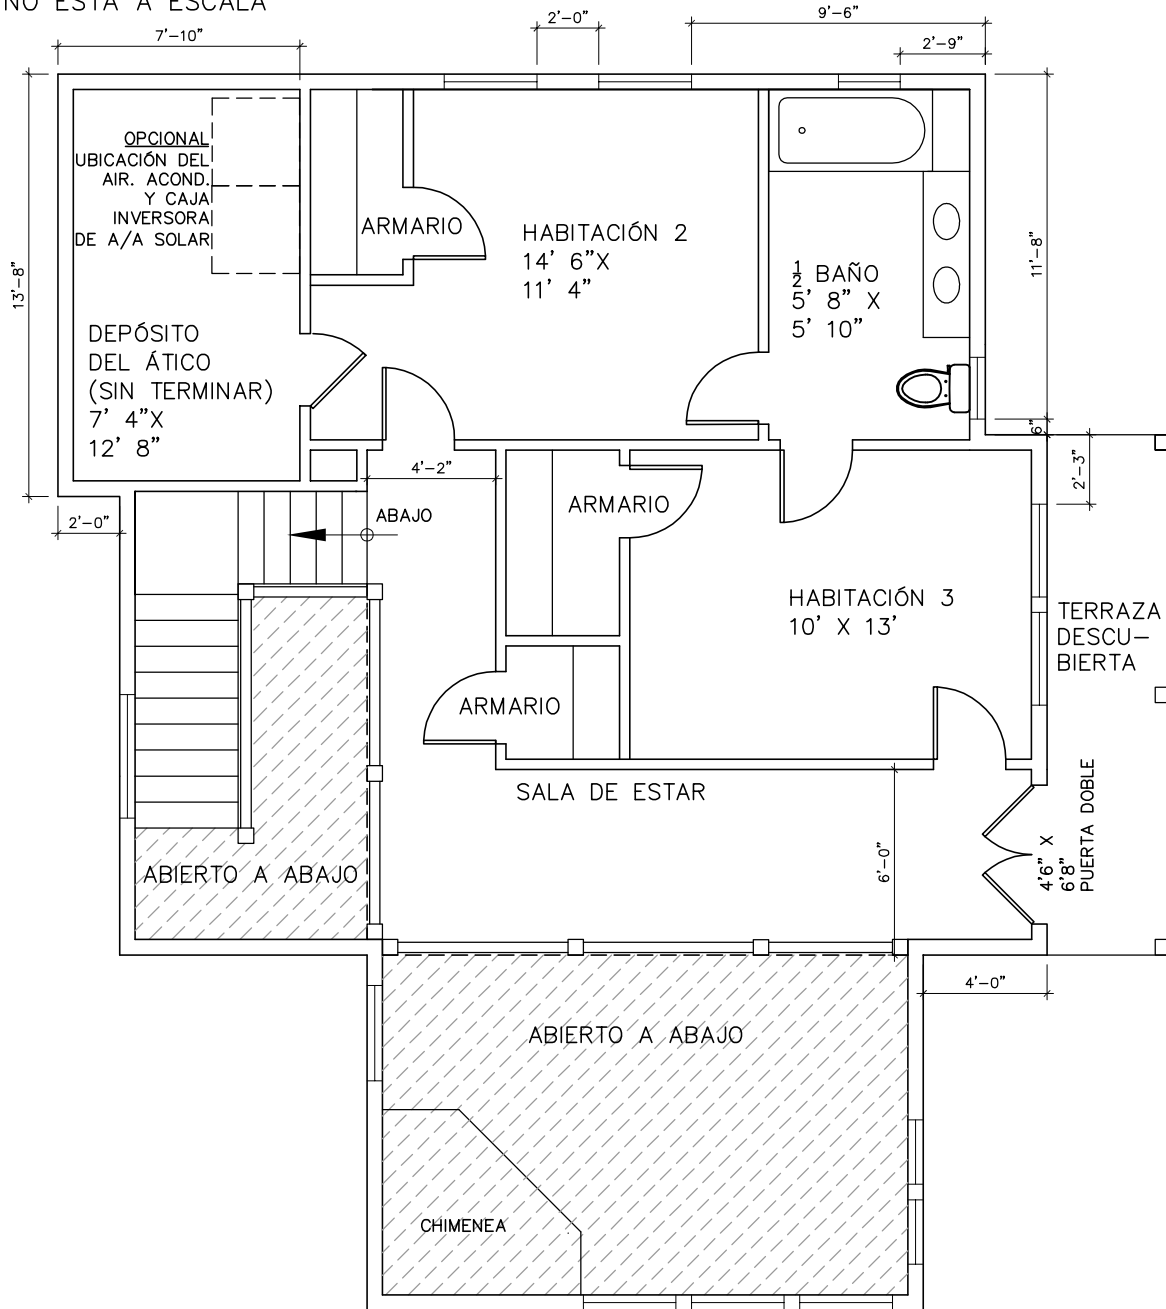 NO ESTÁ A ESCALA
7'-10"
2'-0"
9'-6"
2'-9"
13'-8"
OPCIONAL
UBICACIÓN DEL
AIR. ACOND.
Y CAJA
INVERSORA
DE A/A SOLAR
ARMARIO
HABITACIÓN 2
14' 6"X
11' 4"
1/2 BAÑO
5' 8" X
5' 10"
11'-8"
6"
2'-3"
DEPÓSITO
DEL ÁTICO
(SIN TERMINAR)
7' 4"X
12' 8"
4'-2"
2'-0"
ABAJO
ARMARIO
HABITACIÓN 3
10' X 13'
TERRAZA
DESCU-
BIERTA
ARMARIO
SALA DE ESTAR
6'-0"
4'6" X
6'8"
PUERTA DOBLE
ABIERTO A ABAJO
4'-0"
ABIERTO A ABAJO
CHIMENEA